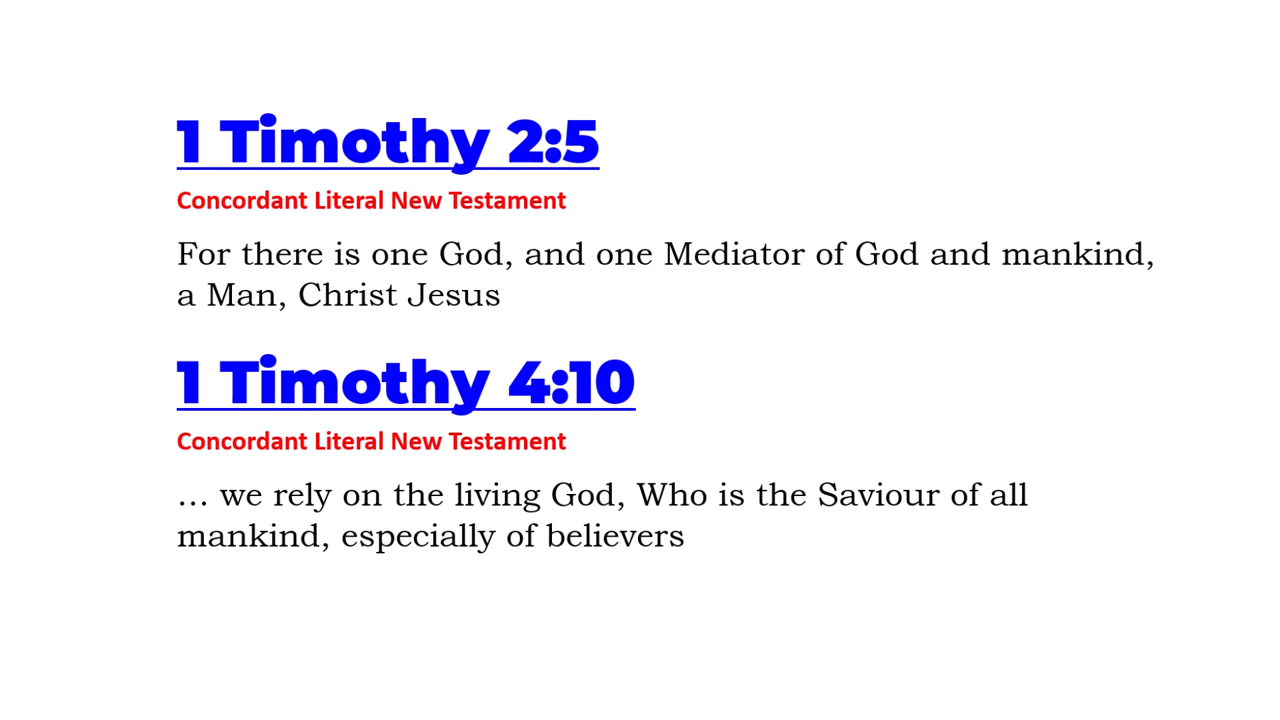 1 Timothy 2:5
Concordant Literal New Testament
For there is one God, and one Mediator of God and mankind,
a Man, Christ Jesus
1 Timothy 4:10
Concordant Literal New Testament
... we rely on the living God, Who is the Saviour of all
mankind, especially of believers